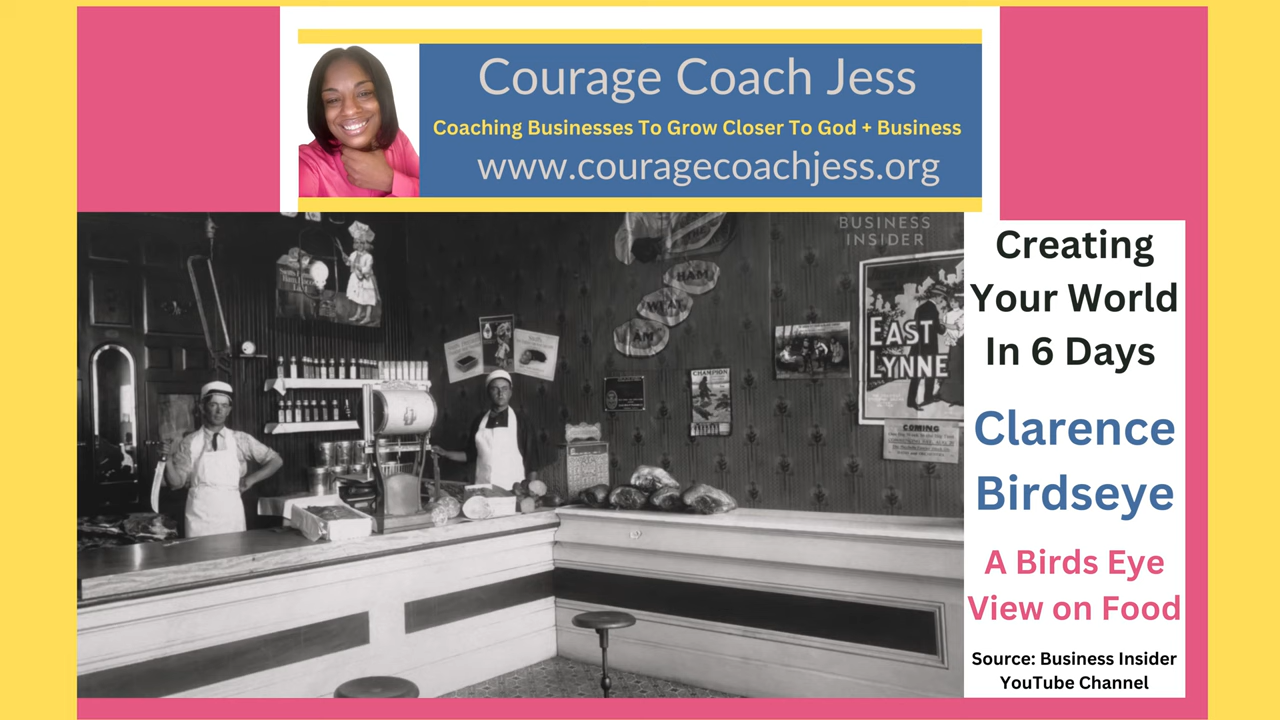 Courage Coach Jess
Coaching Businesses To Grow Closer To God + Business
www.couragecoachjess.org
BUSINESS
INSIDER
HAM
WHAT
AM
CHAMPION
EAST
LYNNE
COMING
Creating
Your World
In 6 Days
Clarence
Birdseye
A Birds Eye
View on Food
Source: Business Insider
YouTube Channel